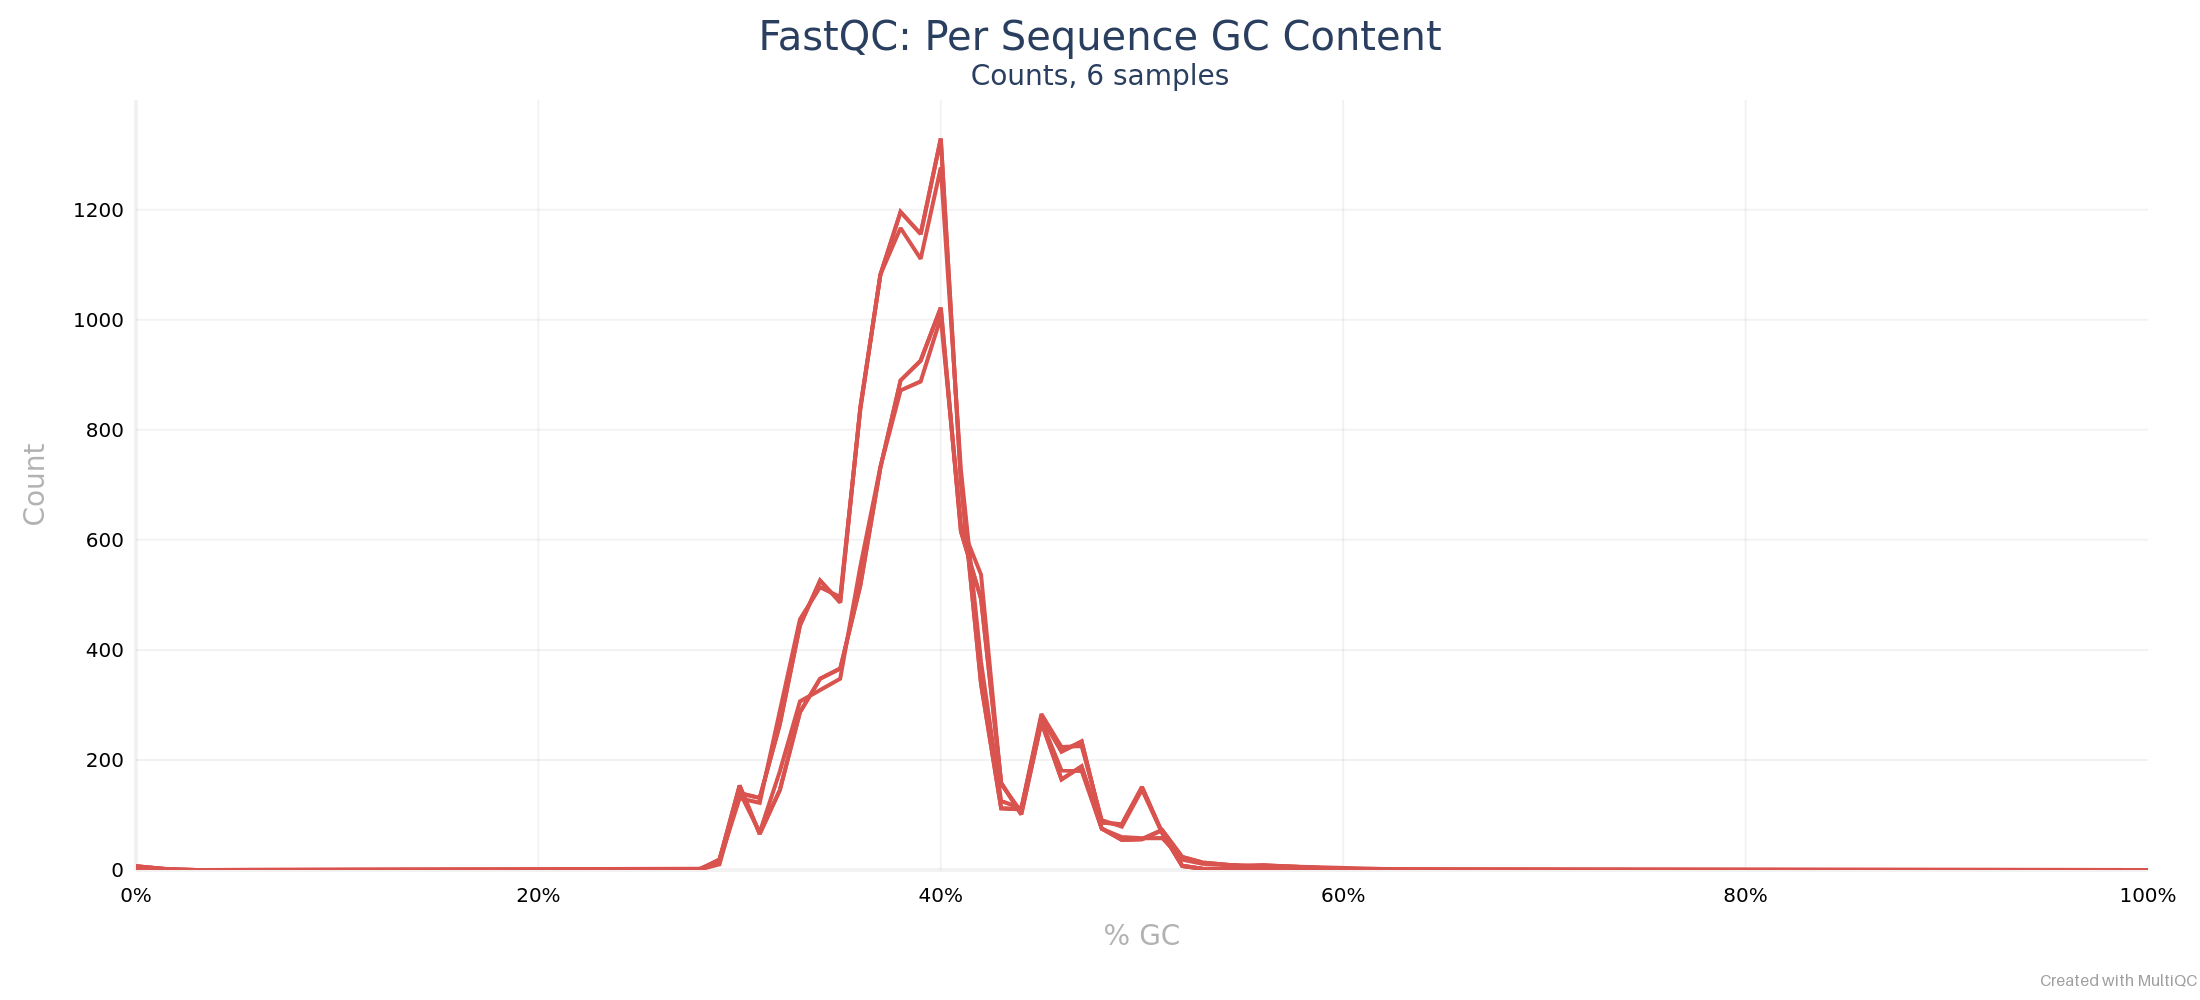 FastQC: Per Sequence GC Content
Counts, 6 samples
Count
1200
1000
800
600
400
200
0
0%
20%
40%
60%
80%
100%
% GC
Created with MultiQC